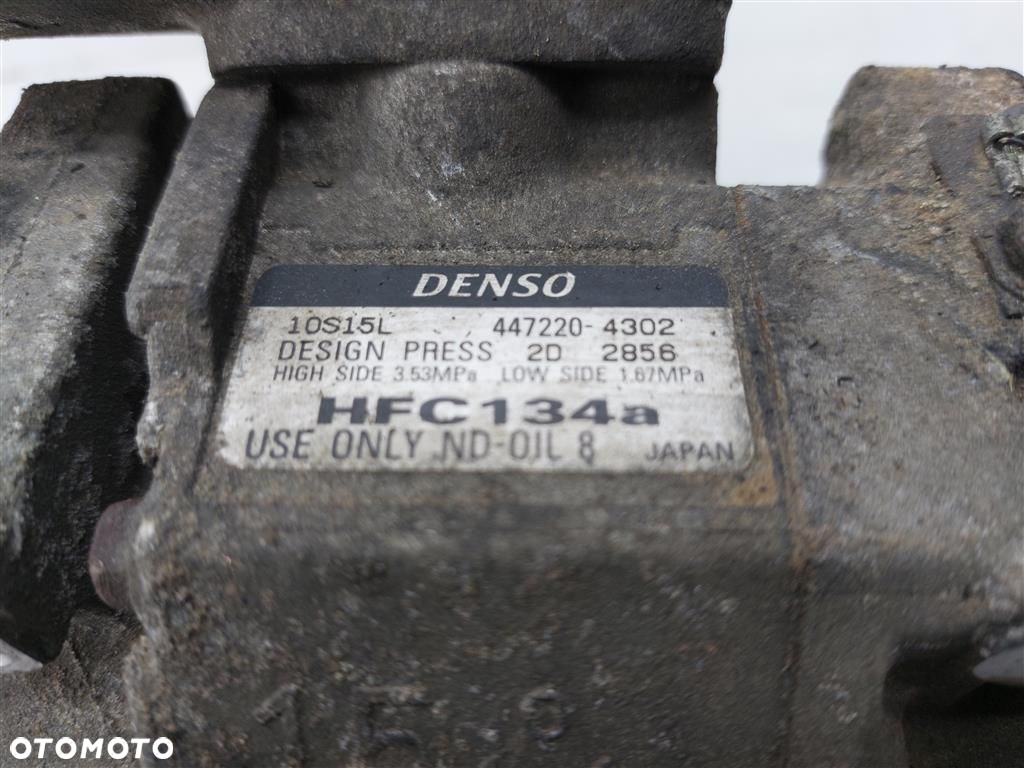 DENSO
10S15L 447220-4302
DESIGN PRESS 2D 2856
HIGH SIDE 3.53MPa LOW SIDE 1.67MPa
HFC134a
USE ONLY ND-OIL 8 JAPAN
OTOMOTO